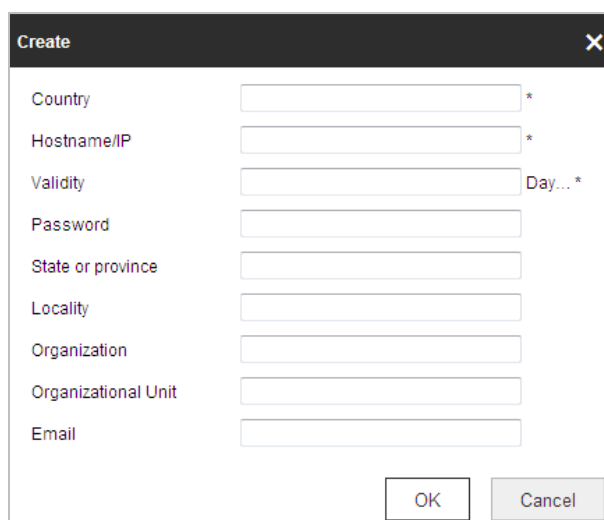 Create
Country *
Hostname/IP *
Validity Day... *
Password
State or province
Locality
Organization
Organizational Unit
Email
OK Cancel